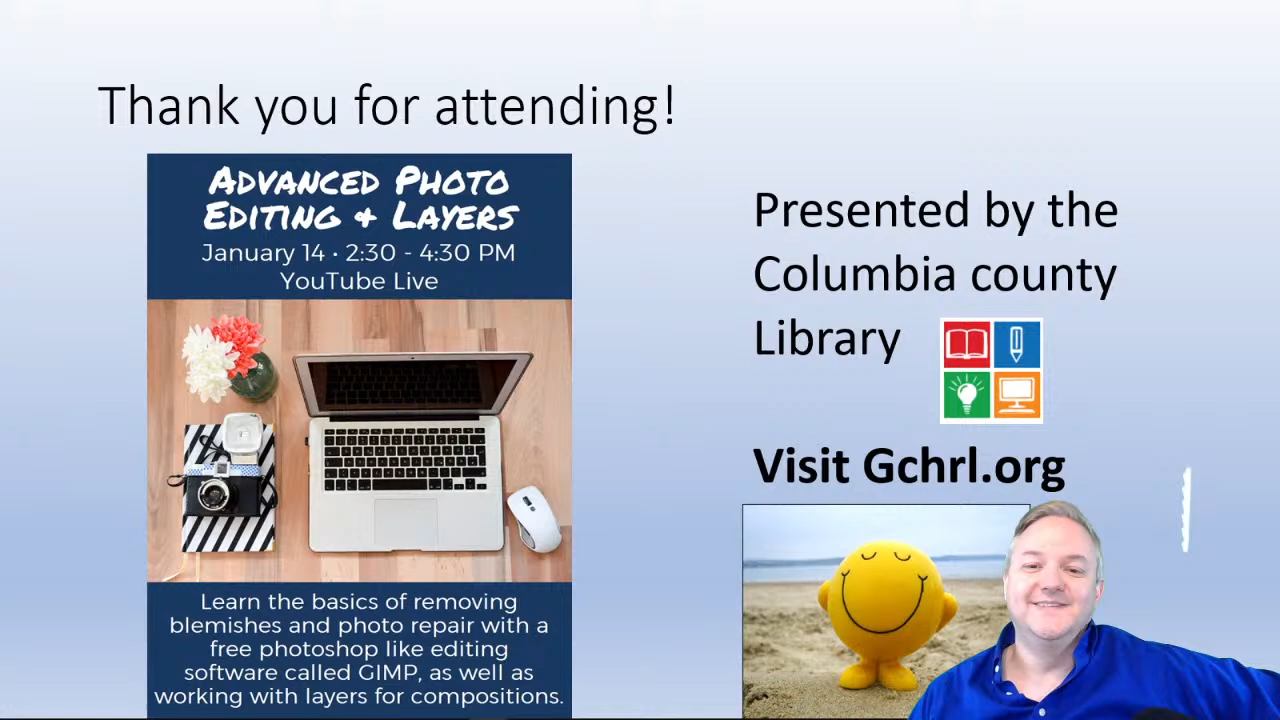 Thank you for attending!
ADVANCED PHOTO
EDITING & LAYERS
January 14 • 2:30 - 4:30 PM
YouTube Live
Learn the basics of removing
blemishes and photo repair with a
free photoshop like editing
software called GIMP, as well as
working with layers for compositions.
Presented by the
Columbia county
Library
Visit Gchrl.org